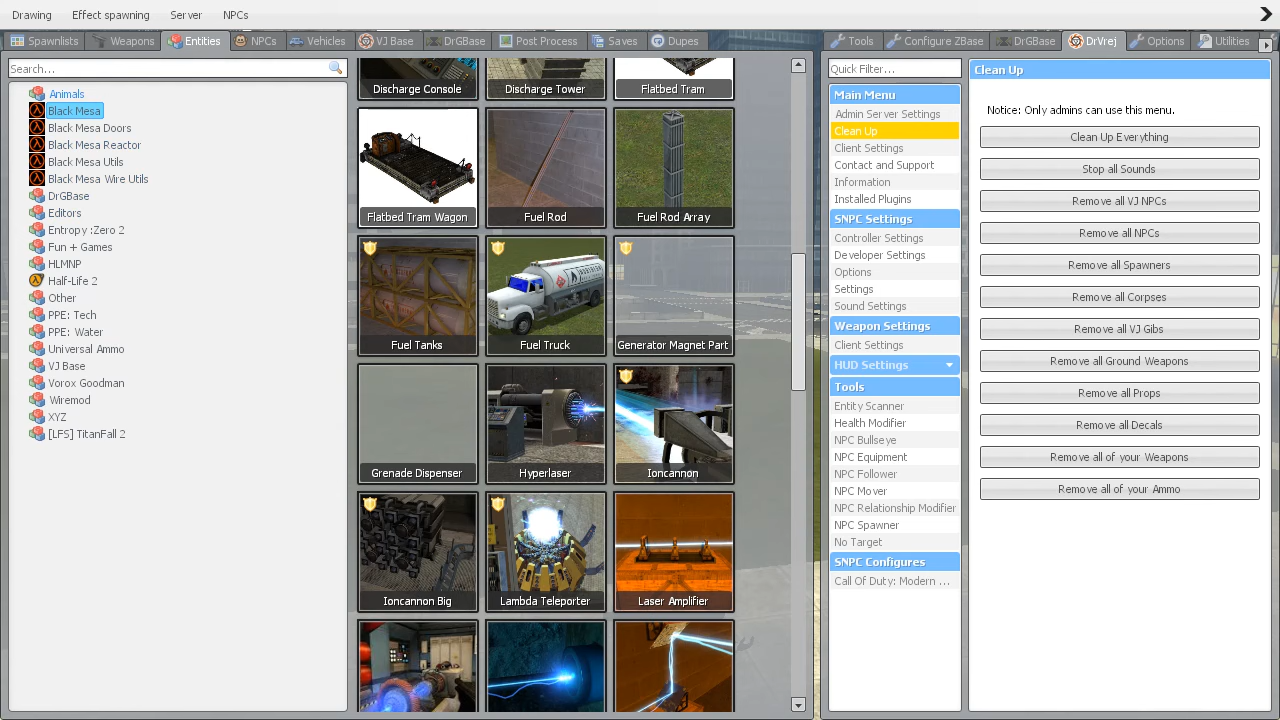 Drawing Effect spawning Server NPCs
Spawnlists Weapons Entities NPCs Vehicles VJ Base DrGBase Post Process Saves Dupes
Tools Configure ZBase DrGBase DrVrej Options Utilities
Search...
Animals
Black Mesa
Black Mesa Doors
Black Mesa Reactor
Black Mesa Utils
Black Mesa Wire Utils
DrGBase
Editors
Entropy :Zero 2
Fun + Games
HLMNP
Half-Life 2
Other
PPE: Tech
PPE: Water
Universal Ammo
VJ Base
Vorox Goodman
Wiremod
XYZ
[LFS] TitanFall 2
Discharge Console Discharge Tower Flatbed Tram
Flatbed Tram Wagon Fuel Rod Fuel Rod Array
Fuel Tanks Fuel Truck Generator Magnet Part
Grenade Dispenser Hyperlaser Ioncannon
Ioncannon Big Lambda Teleporter Laser Amplifier
Quick Filter...
Main Menu
Admin Server Settings
Clean Up
Client Settings
Contact and Support
Information
Installed Plugins
SNPC Settings
Controller Settings
Developer Settings
Options
Settings
Sound Settings
Weapon Settings
Client Settings
HUD Settings
Tools
Entity Scanner
Health Modifier
NPC Bullseye
NPC Equipment
NPC Follower
NPC Mover
NPC Relationship Modifier
NPC Spawner
No Target
SNPC Configures
Call Of Duty: Modern ...
Clean Up
Notice: Only admins can use this menu.
Clean Up Everything
Stop all Sounds
Remove all VJ NPCs
Remove all NPCs
Remove all Spawners
Remove all Corpses
Remove all VJ Gibs
Remove all Ground Weapons
Remove all Props
Remove all Decals
Remove all of your Weapons
Remove all of your Ammo